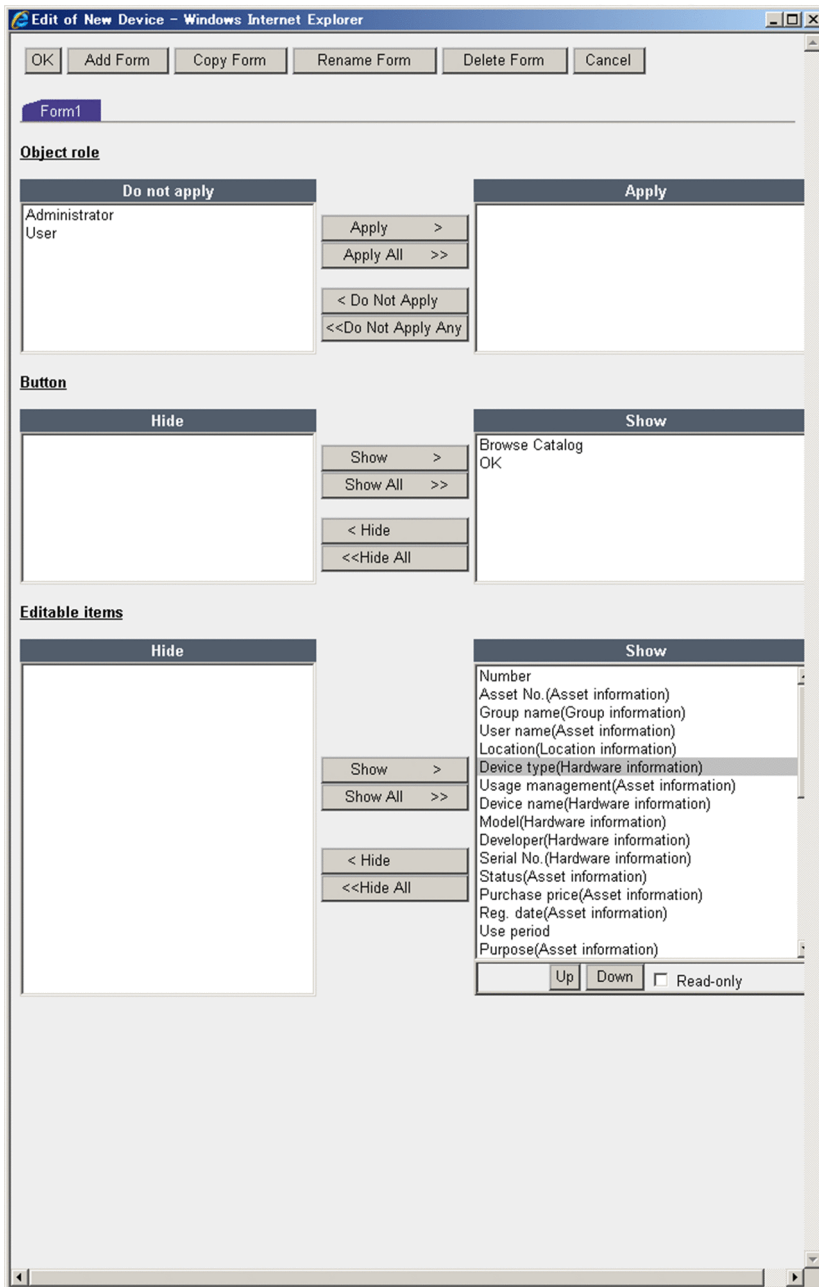 Edit of New Device - Windows Internet Explorer
OK Add Form Copy Form Rename Form Delete Form Cancel
Form1
Object role
Do not apply
Administrator
User
Apply >
Apply All >>
< Do Not Apply
<<Do Not Apply Any
Apply
Button
Hide
Show >
Show All >>
< Hide
<<Hide All
Show
Browse Catalog
OK
Editable items
Hide
Show >
Show All >>
< Hide
<<Hide All
Show
Number
Asset No.(Asset information)
Group name(Group information)
User name(Asset information)
Location(Location information)
Device type(Hardware information)
Usage management(Asset information)
Device name(Hardware information)
Model(Hardware information)
Developer(Hardware information)
Serial No.(Hardware information)
Status(Asset information)
Purchase price(Asset information)
Reg. date(Asset information)
Use period
Purpose(Asset information)
Up Down Read-only